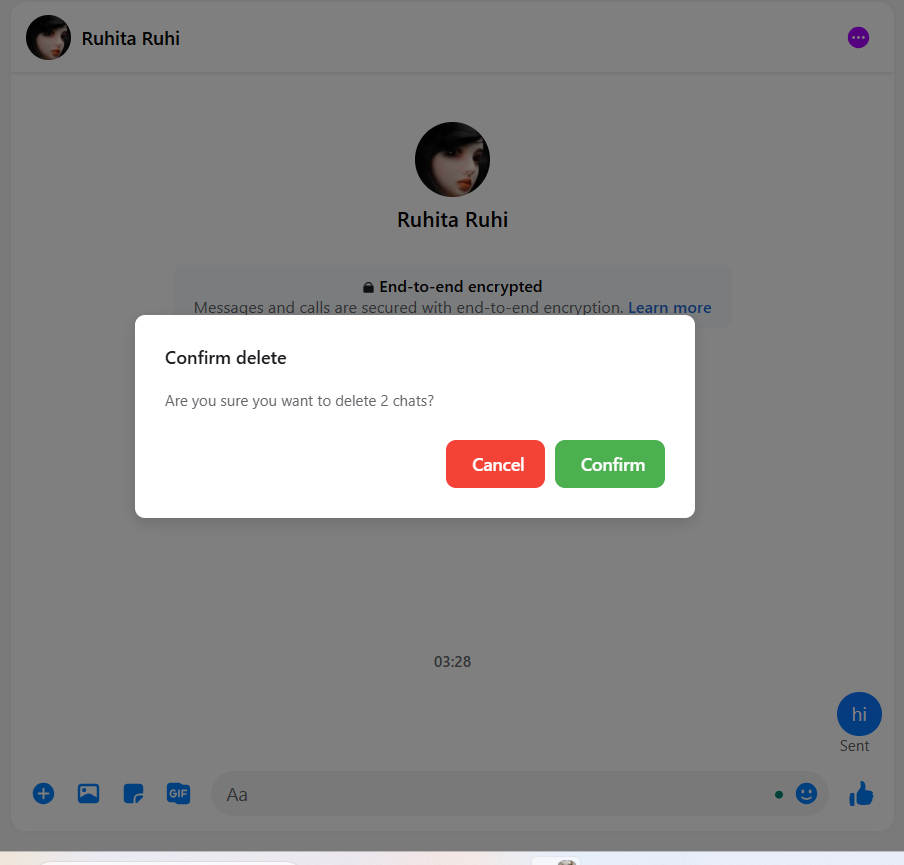 Ruhita Ruhi
Ruhita Ruhi
End-to-end encrypted
Messages and calls are secured with end-to-end encryption. Learn more
Confirm delete
Are you sure you want to delete 2 chats?
Cancel Confirm
03:28
hi
Sent
GIF Aa